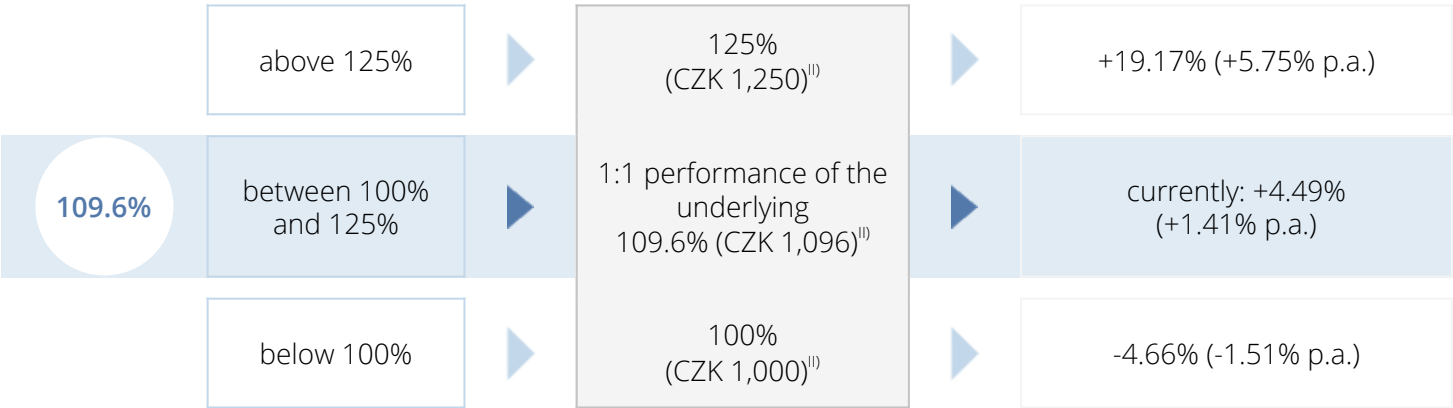 above 125%
125%
(CZK 1,250)II)
+19.17% (+5.75% p.a.)
109.6%
between 100%
and 125%
1:1 performance of the
underlying
109.6% (CZK 1,096)II)
currently: +4.49%
(+1.41% p.a.)
below 100%
100%
(CZK 1,000)II)
-4.66% (-1.51% p.a.)